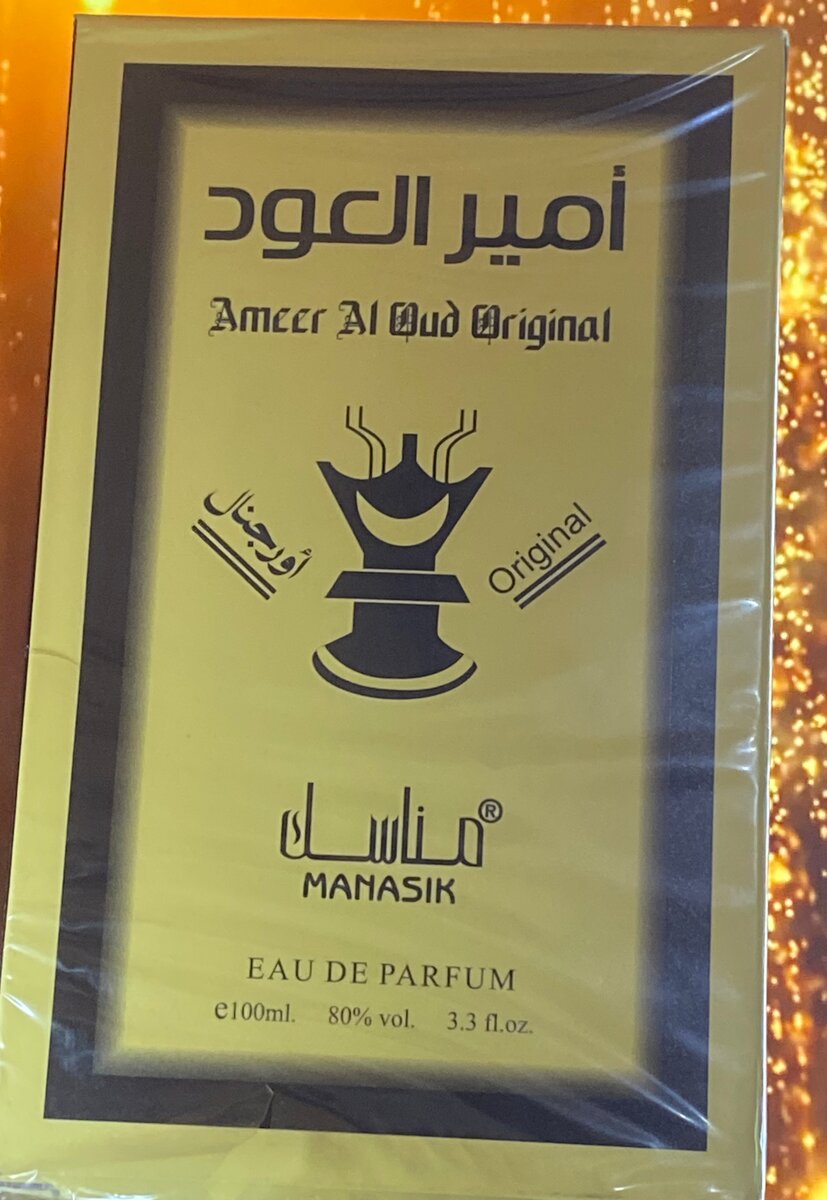 أمير العود
Ameer Al Oud Original
أورجنال
Original
مناسك®
MANASIK
EAU DE PARFUM
e100ml. 80% vol. 3.3 fl.oz.